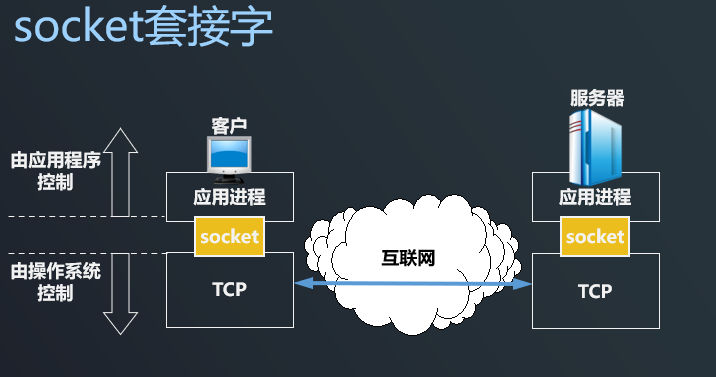 socket套接字
服务器
客户
由应用程序
控制
应用进程
应用进程
socket
socket
互联网
由操作系统
控制
TCP
TCP